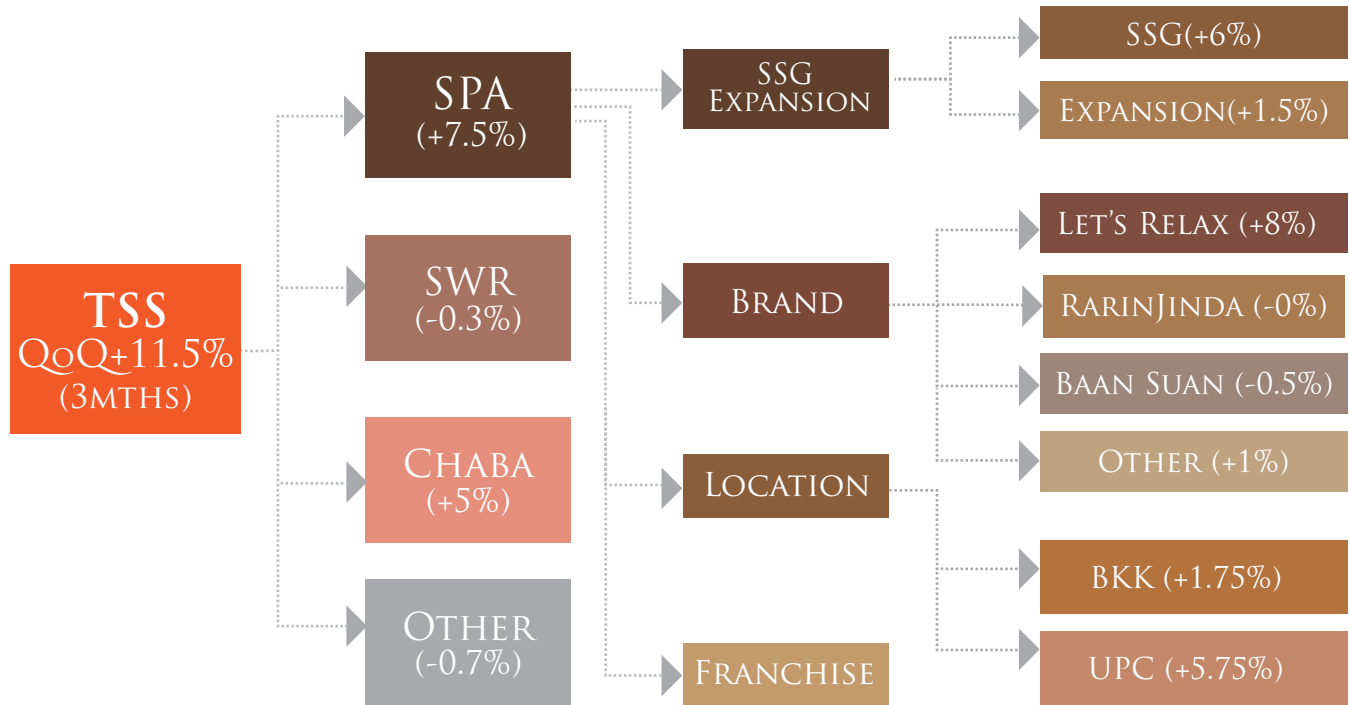 TSS
QoQ+11.5%
(3MTHS)
SPA
(+7.5%)
SWR
(-0.3%)
CHABA
(+5%)
OTHER
(-0.7%)
SSG
EXPANSION
BRAND
LOCATION
FRANCHISE
SSG(+6%)
EXPANSION(+1.5%)
LET'S RELAX (+8%)
RARINJINDA (-0%)
BAAN SUAN (-0.5%)
OTHER (+1%)
BKK (+1.75%)
UPC (+5.75%)